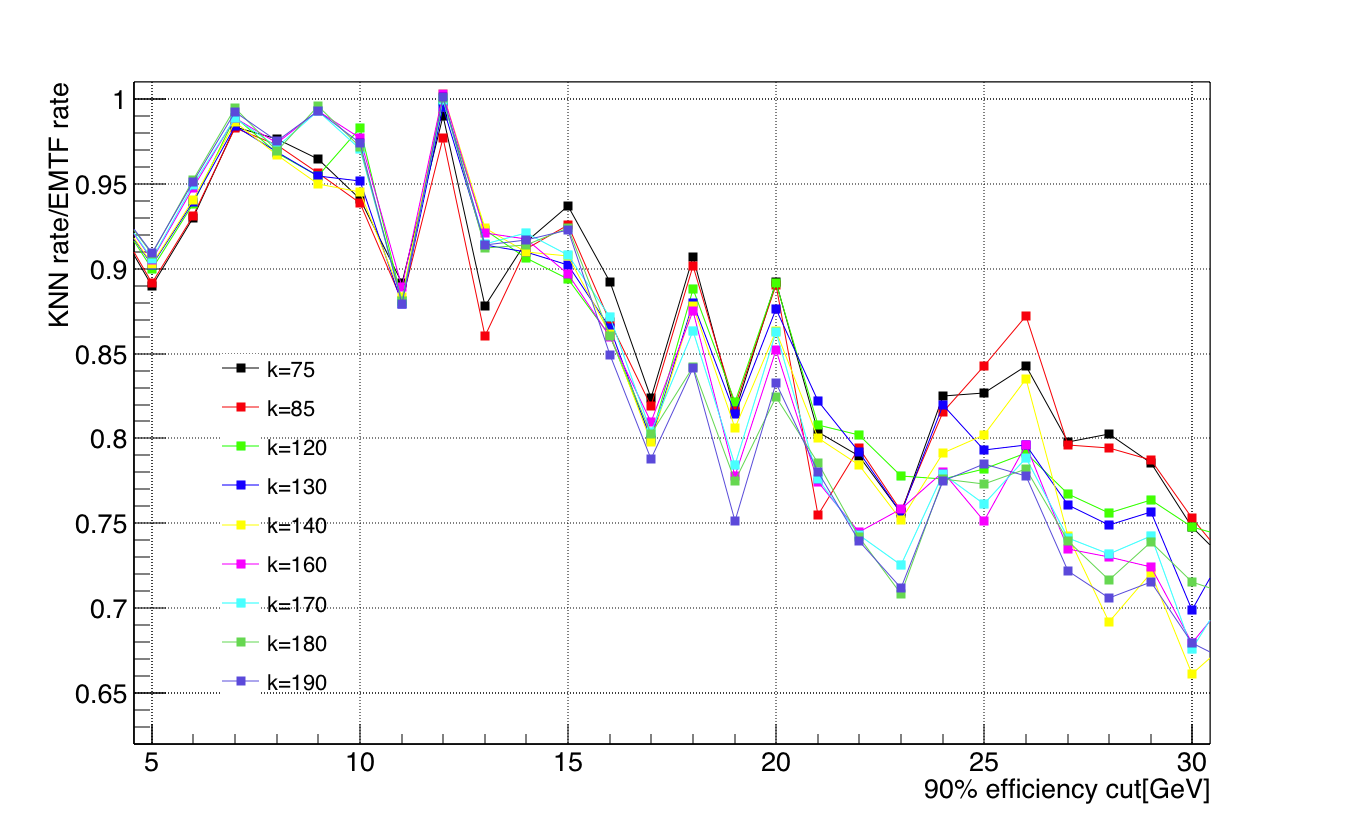 KNN rate/EMTF rate
1
0.95
0.9
0.85
0.8
0.75
0.7
0.65
k=75
k=85
k=120
k=130
k=140
k=160
k=170
k=180
k=190
5 10 15 20 25 30
90% efficiency cut[GeV]